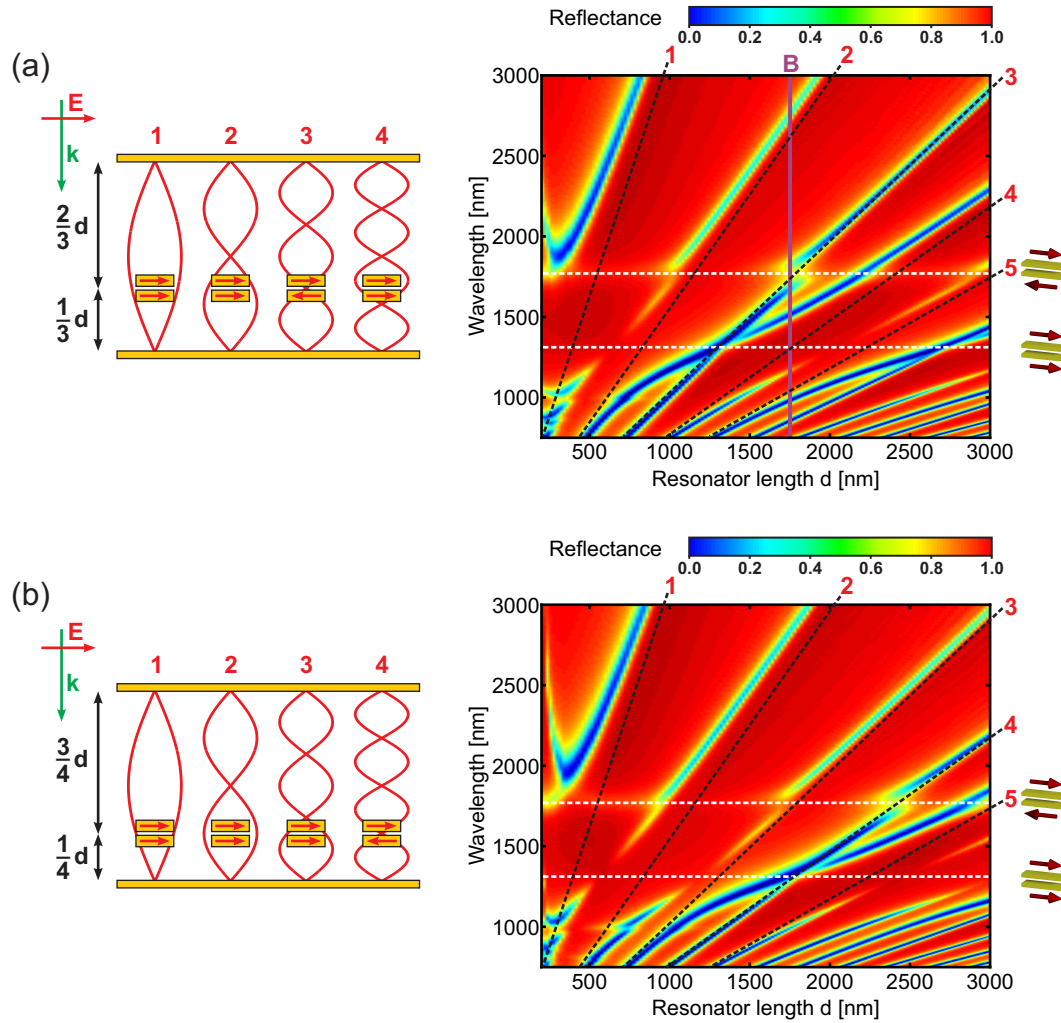 Reflectance
0.0 0.2 0.4 0.6 0.8 1.0
(a)
E
k
1 2 3 4
2/3 d
1/3 d
B
1
2
3
4
5
3000
2500
2000
1500
1000
Wavelength [nm]
500 1000 1500 2000 2500 3000
Resonator length d [nm]
Reflectance
0.0 0.2 0.4 0.6 0.8 1.0
(b)
E
k
1 2 3 4
3/4 d
1/4 d
1
2
3
4
5
3000
2500
2000
1500
1000
Wavelength [nm]
500 1000 1500 2000 2500 3000
Resonator length d [nm]